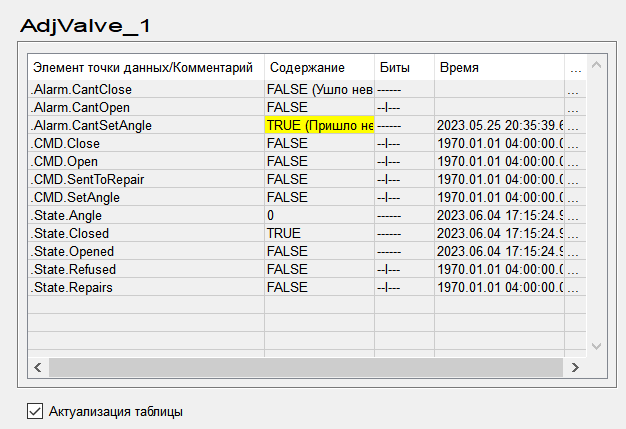 AdjValve_1
Элемент точки данных/Комментарий Содержание Биты Время ...
.Alarm.CantClose FALSE (Ушло нев ------ ...
.Alarm.CantOpen FALSE --I--- ...
.Alarm.CantSetAngle TRUE (Пришло не ------ 2023.05.25 20:35:39.6 ...
.CMD.Close FALSE --I--- 1970.01.01 04:00:00.0 ...
.CMD.Open FALSE --I--- 1970.01.01 04:00:00.0 ...
.CMD.SentToRepair FALSE --I--- 1970.01.01 04:00:00.0 ...
.CMD.SetAngle FALSE --I--- 1970.01.01 04:00:00.0 ...
.State.Angle 0 ------ 2023.06.04 17:15:24.9 ...
.State.Closed TRUE ------ 2023.06.04 17:15:24.9 ...
.State.Opened FALSE ------ 2023.06.04 17:15:24.9 ...
.State.Refused FALSE --I--- 1970.01.01 04:00:00.0 ...
.State.Repairs FALSE --I--- 1970.01.01 04:00:00.0 ...
Актуализация таблицы